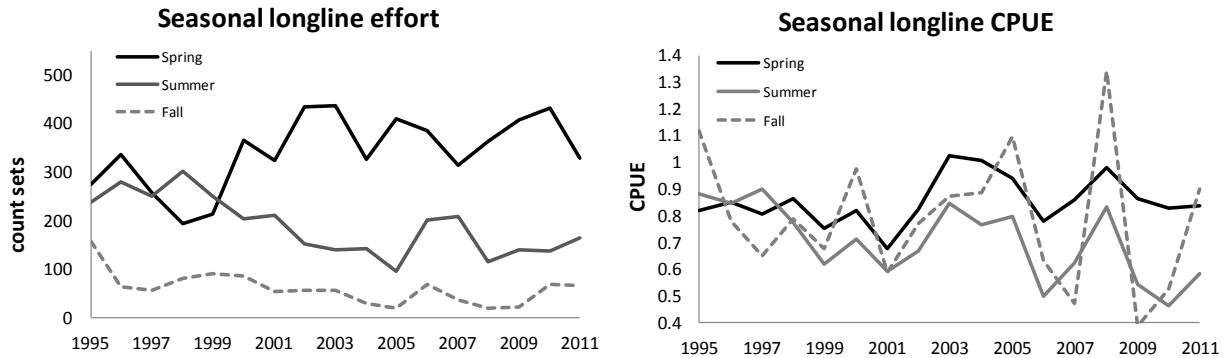 Seasonal longline effort
Spring
Summer
Fall
count sets
500
400
300
200
100
0
1995 1997 1999 2001 2003 2005 2007 2009 2011
Seasonal longline CPUE
Spring
Summer
Fall
CPUE
1.4
1.3
1.2
1.1
1
0.9
0.8
0.7
0.6
0.5
0.4
1995 1997 1999 2001 2003 2005 2007 2009 2011